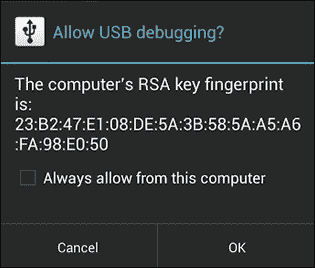 Allow USB debugging?
The computer's RSA key fingerprint
is:
23:B2:47:E1:08:DE:5A:3B:58:5A:A5:A6
:FA:98:E0:50
Always allow from this computer
Cancel
OK